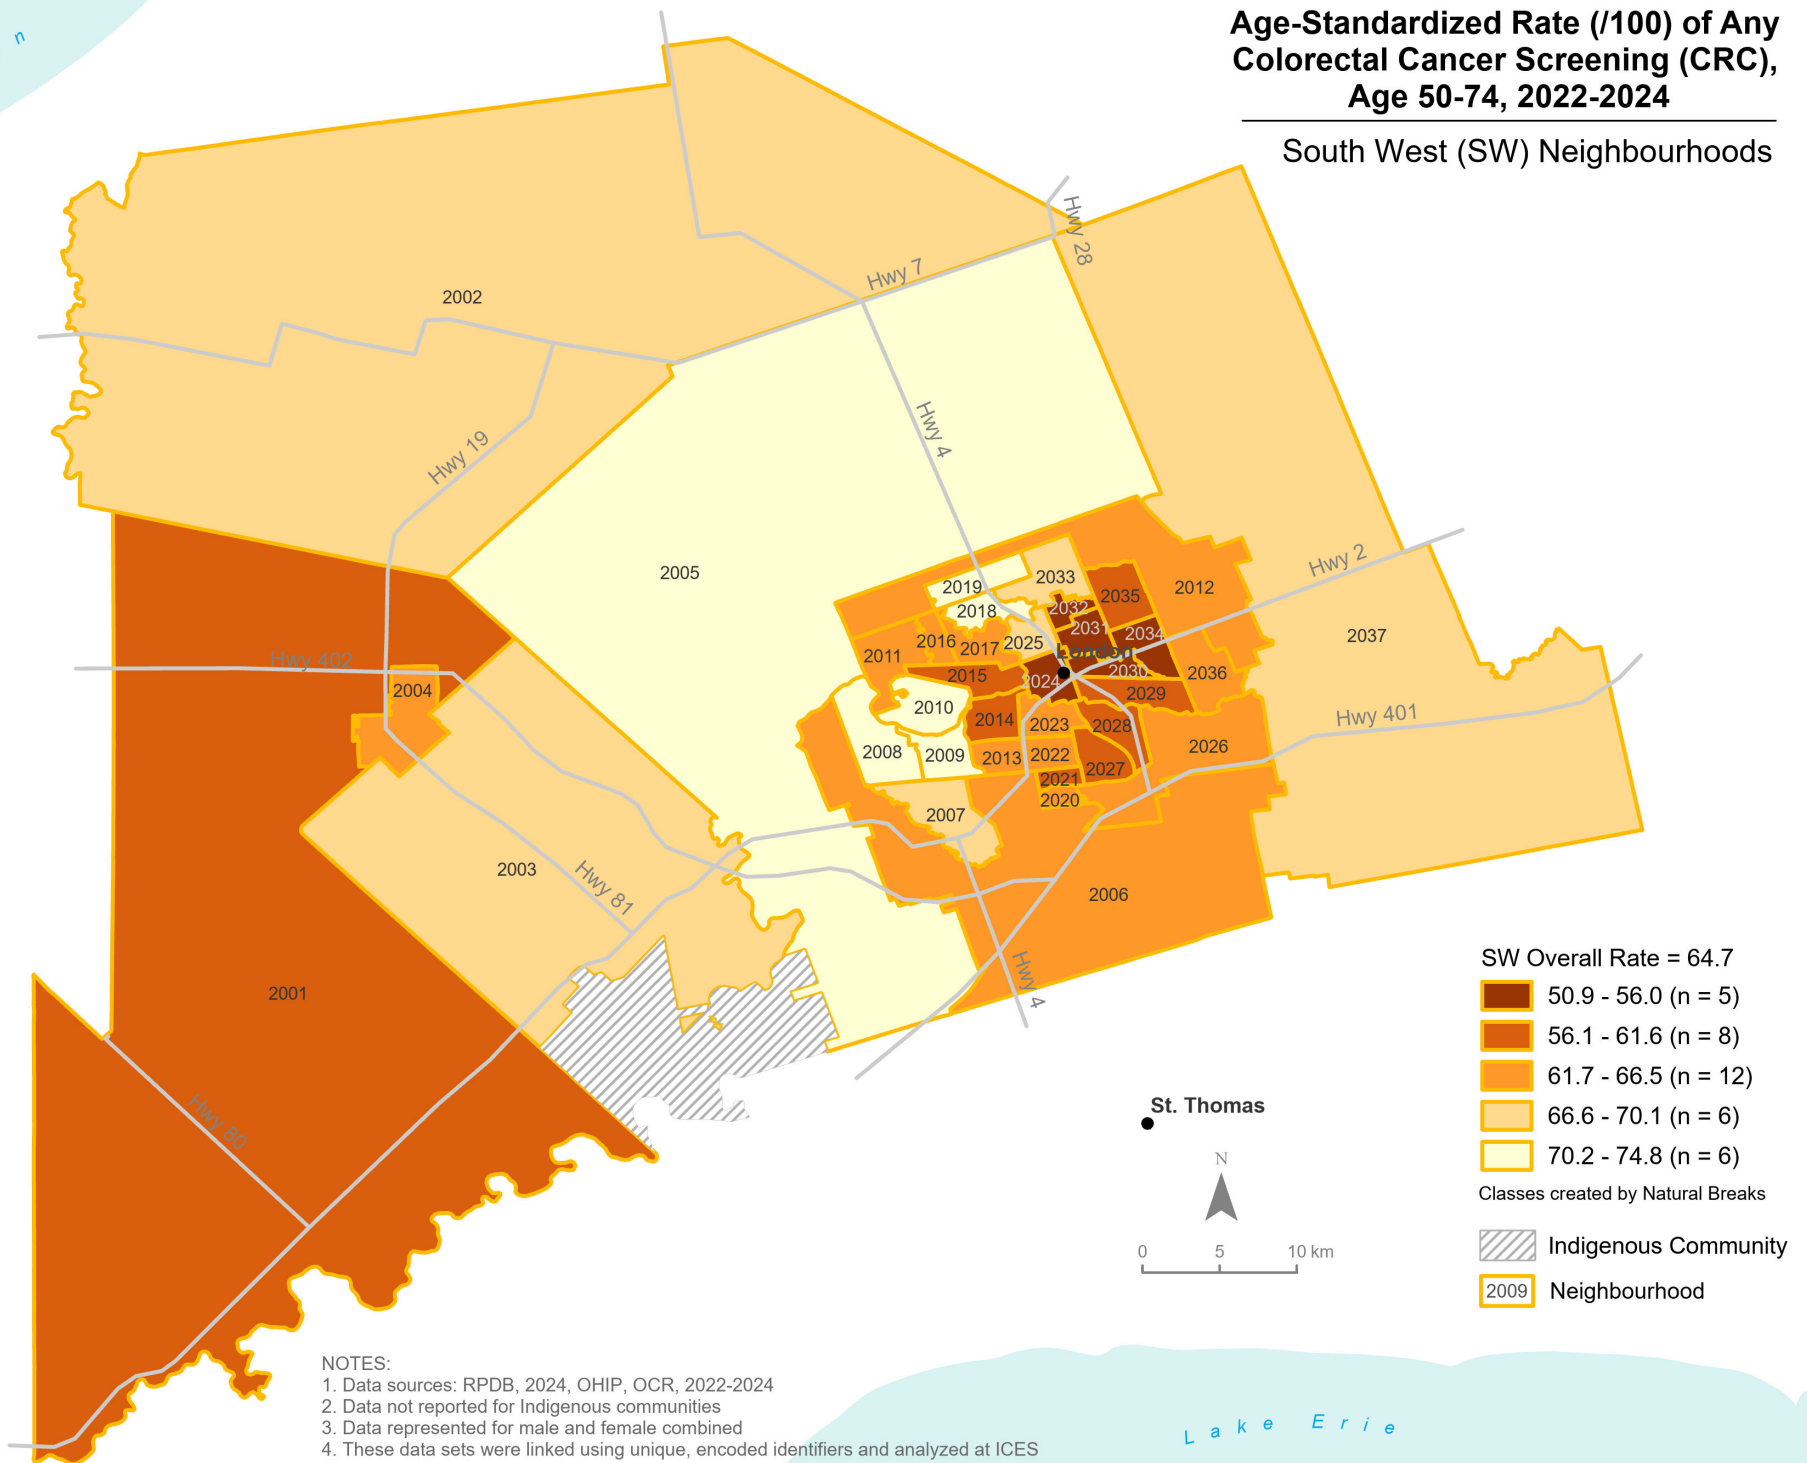 Age-Standardized Rate (/100) of Any
Colorectal Cancer Screening (CRC),
Age 50-74, 2022-2024
South West (SW) Neighbourhoods
n
Hwy 28
Hwy 7
2002
Hwy 4
Hwy 19
Hwy 2
2005
2033
2019
2012
2035
2032
2018
2031
2034
2037
2016
2025
2017
2011
London
Hwy 402
2030
2036
2015
2024
2004
2029
2010
2014
2023
2028
Hwy 401
2026
2008
2009
2013
2022
2027
2021
2020
2007
2003
Hwy 81
2006
2001
Hwy 4
Hwy 80
SW Overall Rate = 64.7
50.9 - 56.0 (n = 5)
56.1 - 61.6 (n = 8)
61.7 - 66.5 (n = 12)
66.6 - 70.1 (n = 6)
70.2 - 74.8 (n = 6)
Classes created by Natural Breaks
Indigenous Community
2009 Neighbourhood
St. Thomas
N
0 5 10 km
NOTES:
1. Data sources: RPDB, 2024, OHIP, OCR, 2022-2024
2. Data not reported for Indigenous communities
3. Data represented for male and female combined
4. These data sets were linked using unique, encoded identifiers and analyzed at ICES
Lake Erie